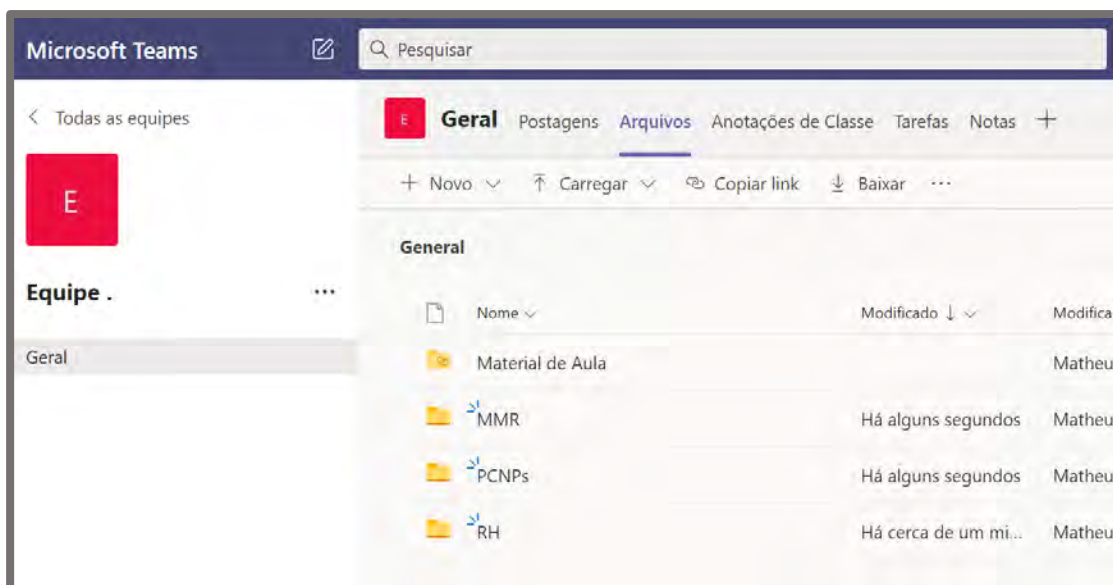 Microsoft Teams
Pesquisar
Todas as equipes
E
Equipe .
Geral
E
Geral Postagens Arquivos Anotações de Classe Tarefas Notas
Novo Carregar Copiar link Baixar
General
Nome Modificado Modifica
Material de Aula Matheu
MMR Há alguns segundos Matheu
PCNPs Há alguns segundos Matheu
RH Há cerca de um mi... Matheu